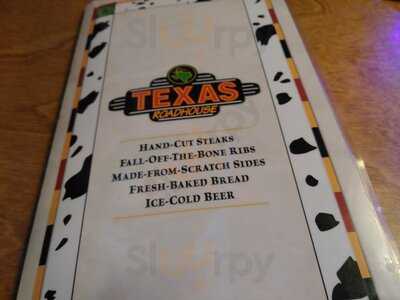 TEXAS
ROADHOUSE
HAND-CUT STEAKS
FALL-OFF-THE-BONE RIBS
MADE-FROM-SCRATCH SIDES
FRESH-BAKED BREAD
ICE-COLD BEER
Slurrpy